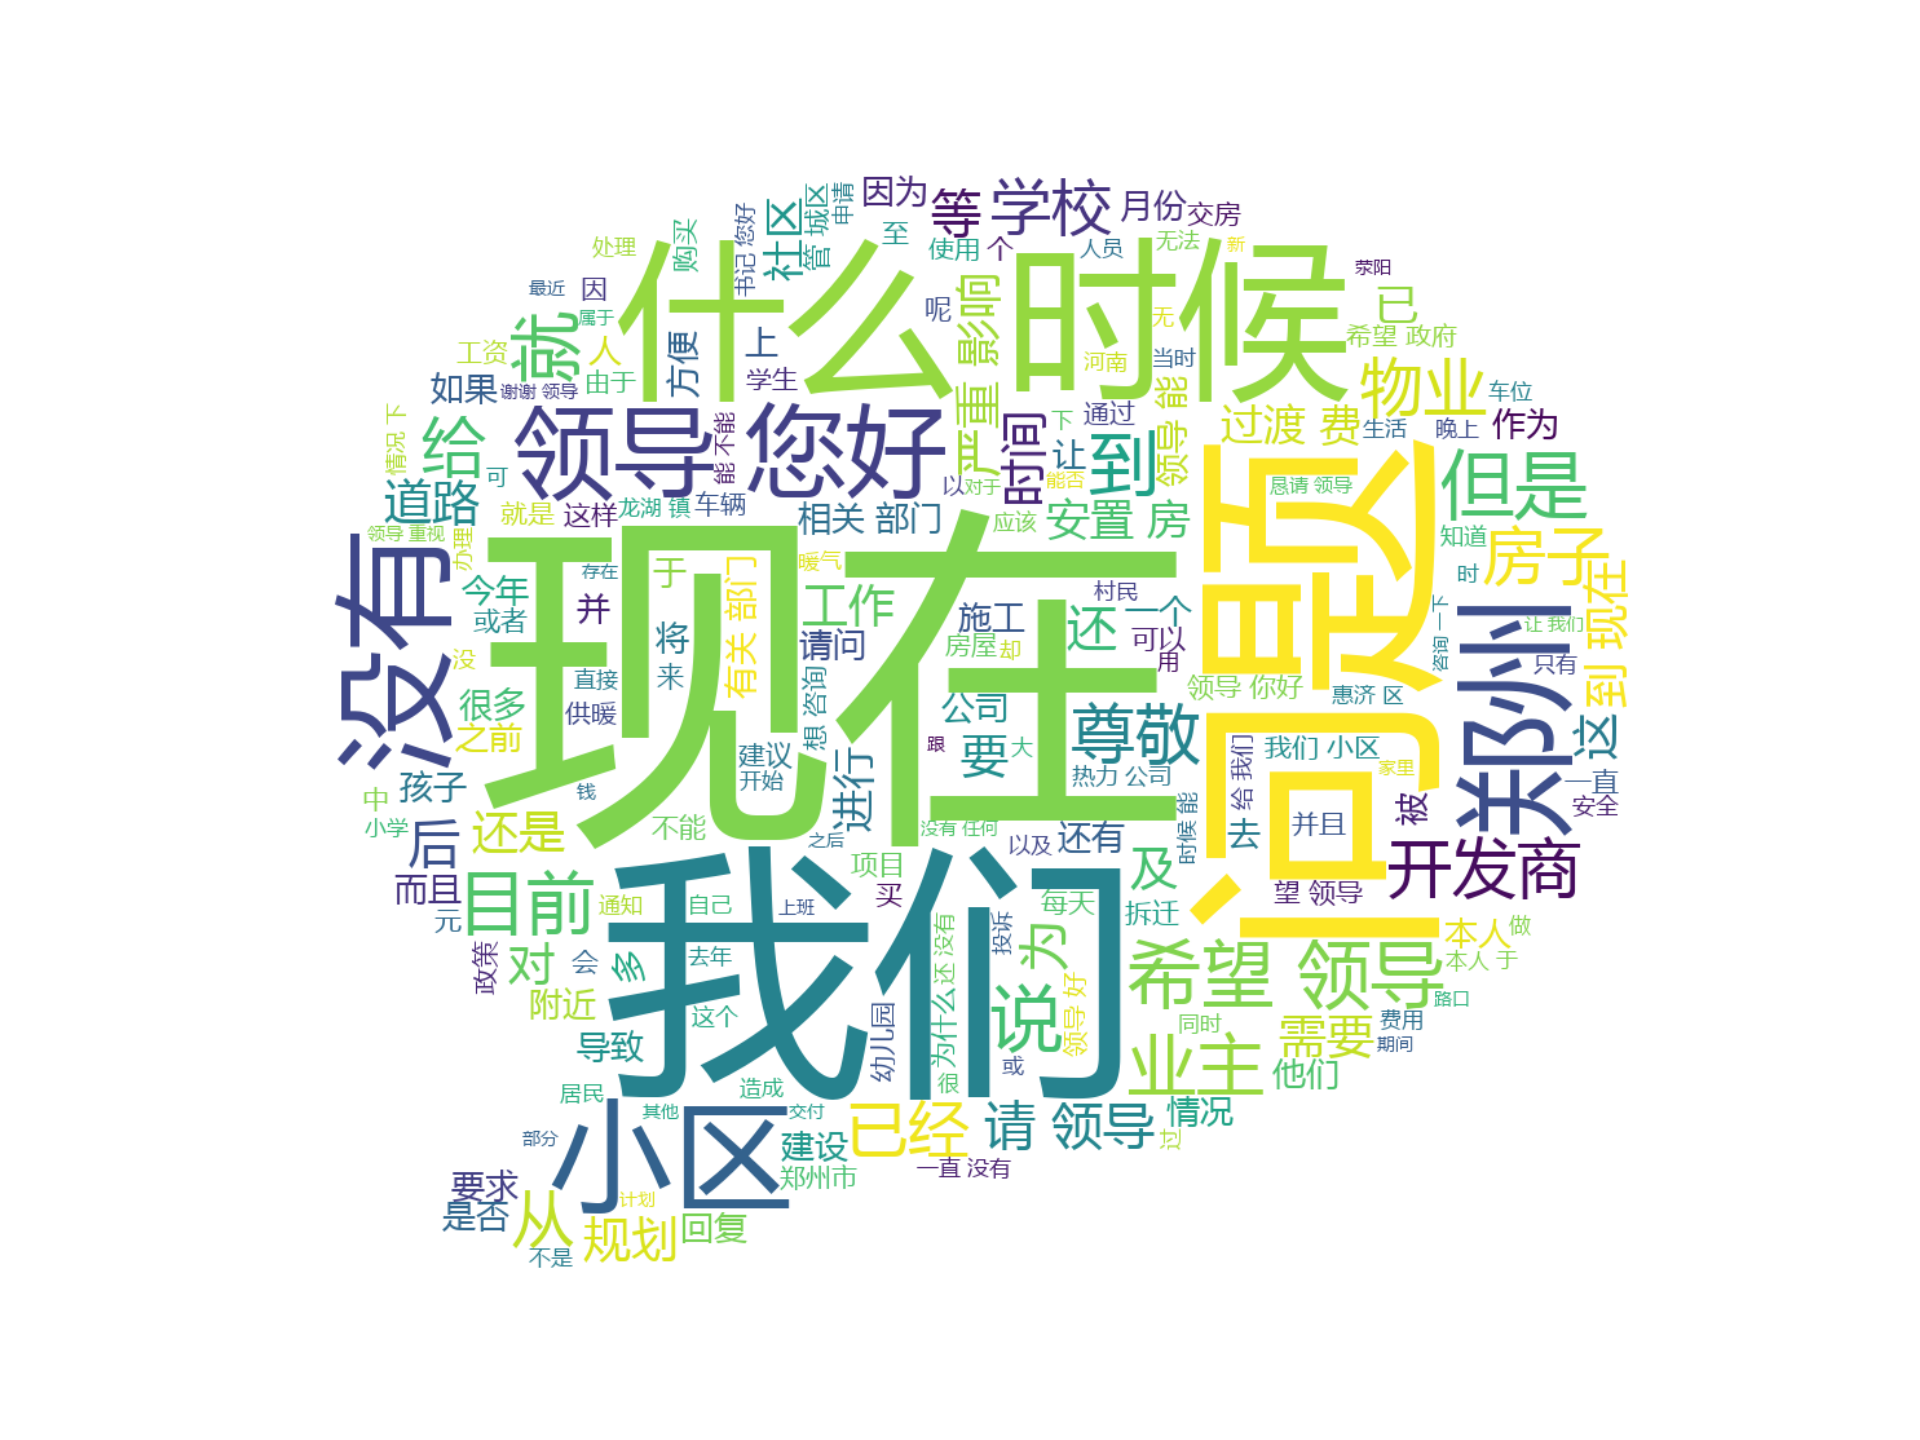 因为
等
学校
月份
交房
社区
管 城区
申请
书记 您好
购买
处理
至
使用
个
人员
无法
新
荥阳
最近
因
属于
什么 时候
呢
严重 影响
无
已
希望 政府
工资
就
人
由于
方便
上
学生
河南
当时
物业
车位
如果
谢谢 领导
领导 您好
能 不能
时间
下
通过
让
到
领导 能
过渡 费
生活
晚上
作为
情况 下
给
可
道路
就是
这样
龙湖 镇
车辆
相关 部门
以
对于
能否
应该
安置 房
恳请 领导
但是
知道
房子
领导 重视
办理
没有
今年
或者
存在
并
于
将
来
有关 部门
暖气
工作
请问
现在
施工
房屋
却
村民
还
一个
可以
用
问题
时
郑州
咨询 一下
让 我们
只有
到 现在
没
很多
之前
直接
供暖
想 咨询
公司
跟
要
大
尊敬
领导 你好
惠济 区
我们 小区
给 我们
家里
这
一直
安全
中
小学
孩子
钱
建议
开始
进行
热力 公司
被
后
还是
不能
之后
没有 任何
以及
还有
时候 能
去
并且
开发商
而且
元
目前
通知
自己
上班
项目
买
每天
及
拆迁
望 领导
我们
政策
对
会
多
去年
附近
这个
导致
幼儿园
为什么 还 没有
很
投诉
为
说
或
领导 好
希望 领导
本人
做
本人 于
路口
同时
需要
费用
期间
业主
他们
居民
造成
其他
交付
小区
部分
建设
郑州市
已经
一直 没有
请 领导
情况
过
要求
是否
从
计划
规划
回复
不是